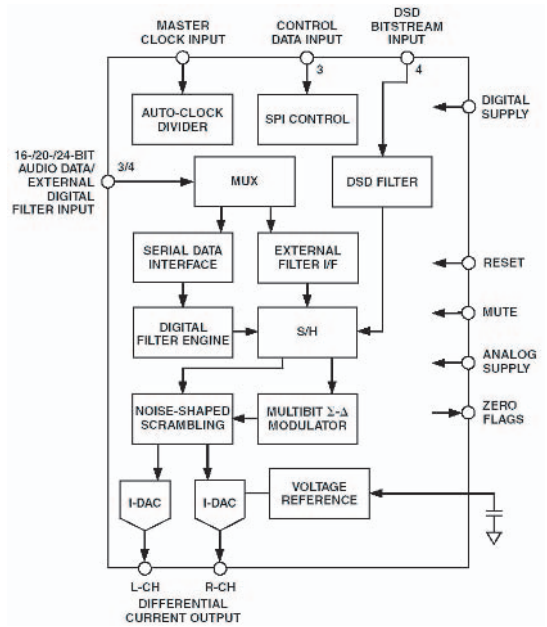 MASTER
CLOCK INPUT
CONTROL
DATA INPUT
DSD
BITSTREAM
INPUT
3
4
AUTO-CLOCK
DIVIDER
SPI CONTROL
DIGITAL
SUPPLY
16-/20-/24-BIT
AUDIO DATA/
EXTERNAL
DIGITAL
FILTER INPUT
3/4
MUX
DSD FILTER
SERIAL DATA
INTERFACE
EXTERNAL
FILTER I/F
RESET
DIGITAL
FILTER ENGINE
S/H
MUTE
ANALOG
SUPPLY
NOISE-SHAPED
SCRAMBLING
MULTIBIT Σ-Δ
MODULATOR
ZERO
FLAGS
I-DAC
I-DAC
VOLTAGE
REFERENCE
L-CH
R-CH
DIFFERENTIAL
CURRENT OUTPUT